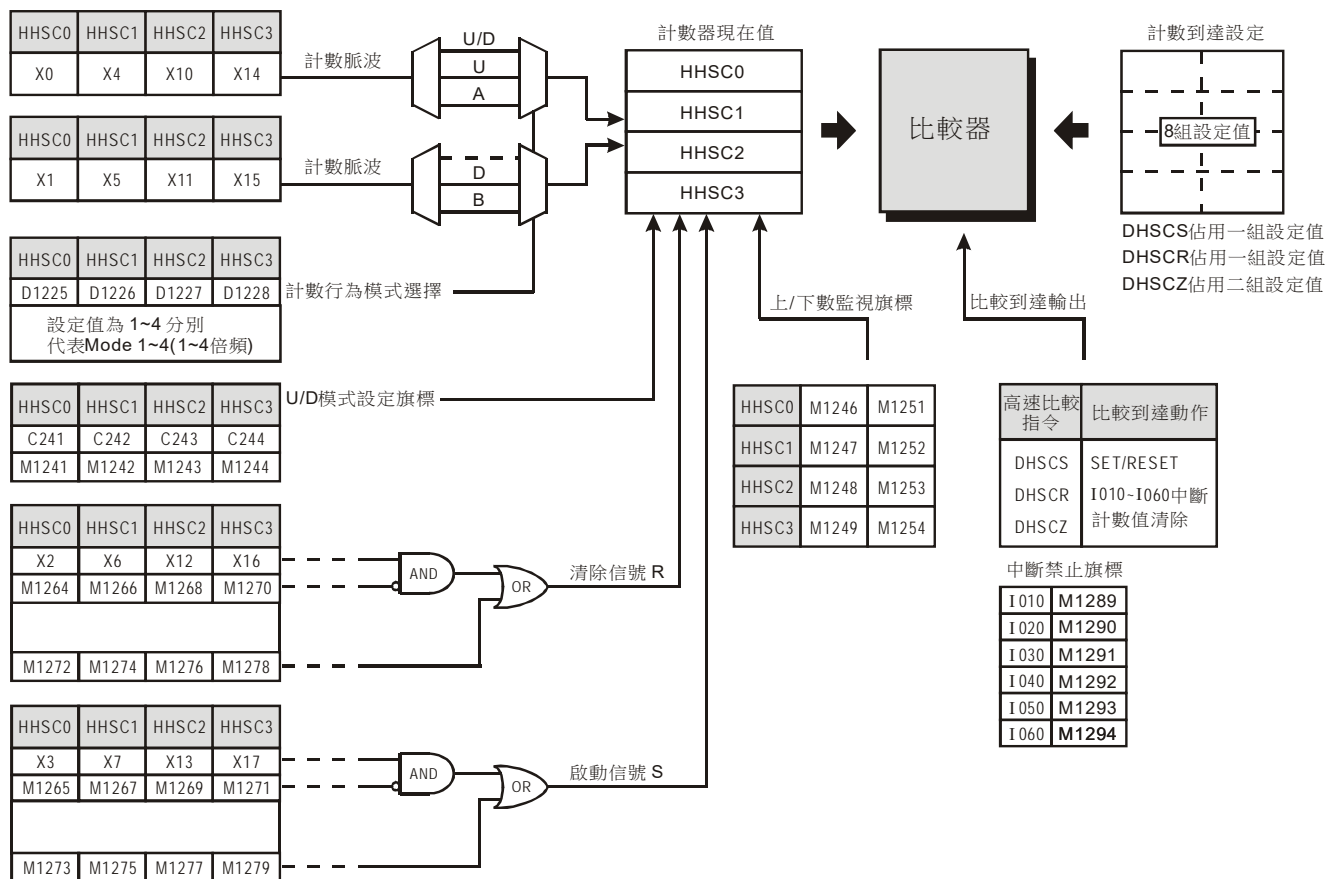 HHSC0 HHSC1 HHSC2 HHSC3
X0 X4 X10 X14
計數脈波
U/D
U
A
HHSC0 HHSC1 HHSC2 HHSC3
X1 X5 X11 X15
計數脈波
D
B
HHSC0 HHSC1 HHSC2 HHSC3
D1225 D1226 D1227 D1228
計數行為模式選擇
設定值為 1~4 分別
代表Mode 1~4(1~4倍頻)
HHSC0 HHSC1 HHSC2 HHSC3
C241 C242 C243 C244
M1241 M1242 M1243 M1244
U/D模式設定旗標
HHSC0 HHSC1 HHSC2 HHSC3
X2 X6 X12 X16
M1264 M1266 M1268 M1270
M1272 M1274 M1276 M1278
AND
OR
清除信號 R
HHSC0 HHSC1 HHSC2 HHSC3
X3 X7 X13 X17
M1265 M1267 M1269 M1271
M1273 M1275 M1277 M1279
AND
OR
啟動信號 S
計數器現在值
HHSC0
HHSC1
HHSC2
HHSC3
比較器
計數到達設定
8組設定值
DHSCS佔用一組設定值
DHSCR佔用一組設定值
DHSCZ佔用二組設定值
上/下數監視旗標
HHSC0 M1246 M1251
HHSC1 M1247 M1252
HHSC2 M1248 M1253
HHSC3 M1249 M1254
比較到達輸出
高速比較
指令
比較到達動作
DHSCS SET/RESET
DHSCR I010~I060中斷
DHSCZ 計數值清除
中斷禁止旗標
I010 M1289
I020 M1290
I030 M1291
I040 M1292
I050 M1293
I060 M1294